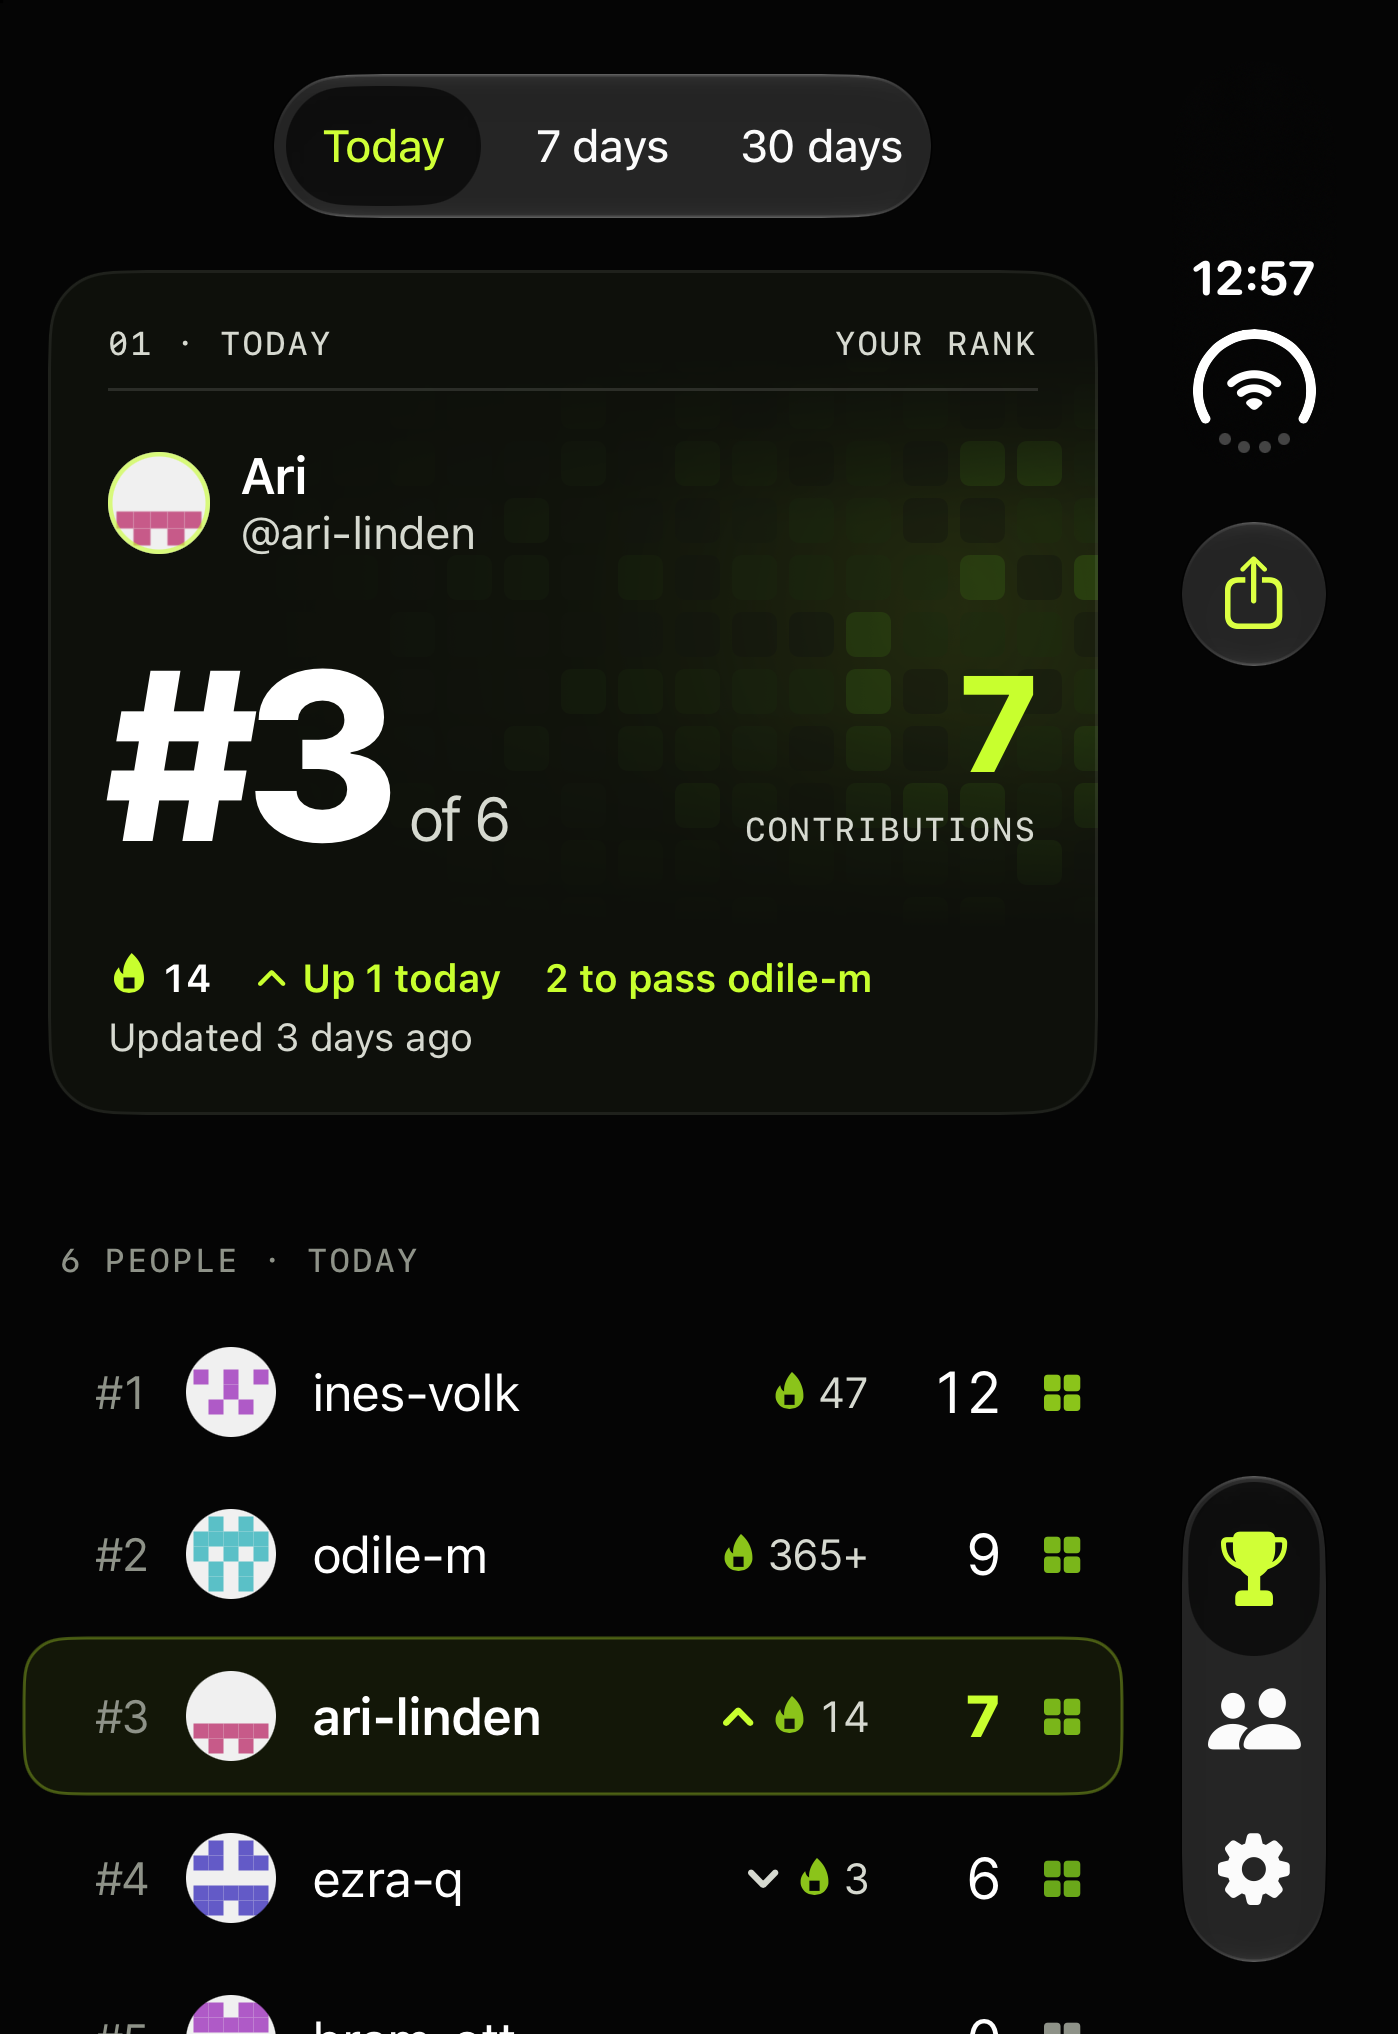 Today 7 days 30 days
12:57
01 · TODAY YOUR RANK
Ari
@ari-linden
#3 of 6
7
CONTRIBUTIONS
14 Up 1 today 2 to pass odile-m
Updated 3 days ago
6 PEOPLE · TODAY
#1 ines-volk 47 12
#2 odile-m 365+ 9
#3 ari-linden 14 7
#4 ezra-q 3 6